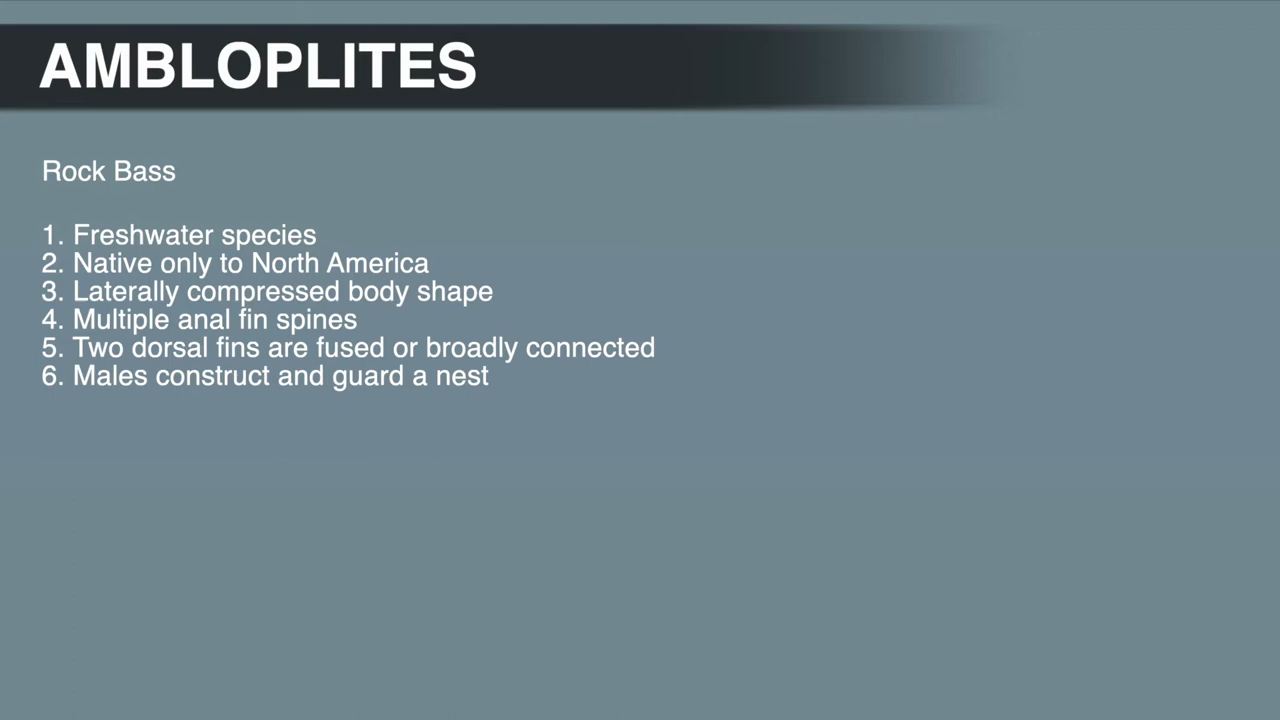 AMBLOPLITES
Rock Bass
1. Freshwater species
2. Native only to North America
3. Laterally compressed body shape
4. Multiple anal fin spines
5. Two dorsal fins are fused or broadly connected
6. Males construct and guard a nest